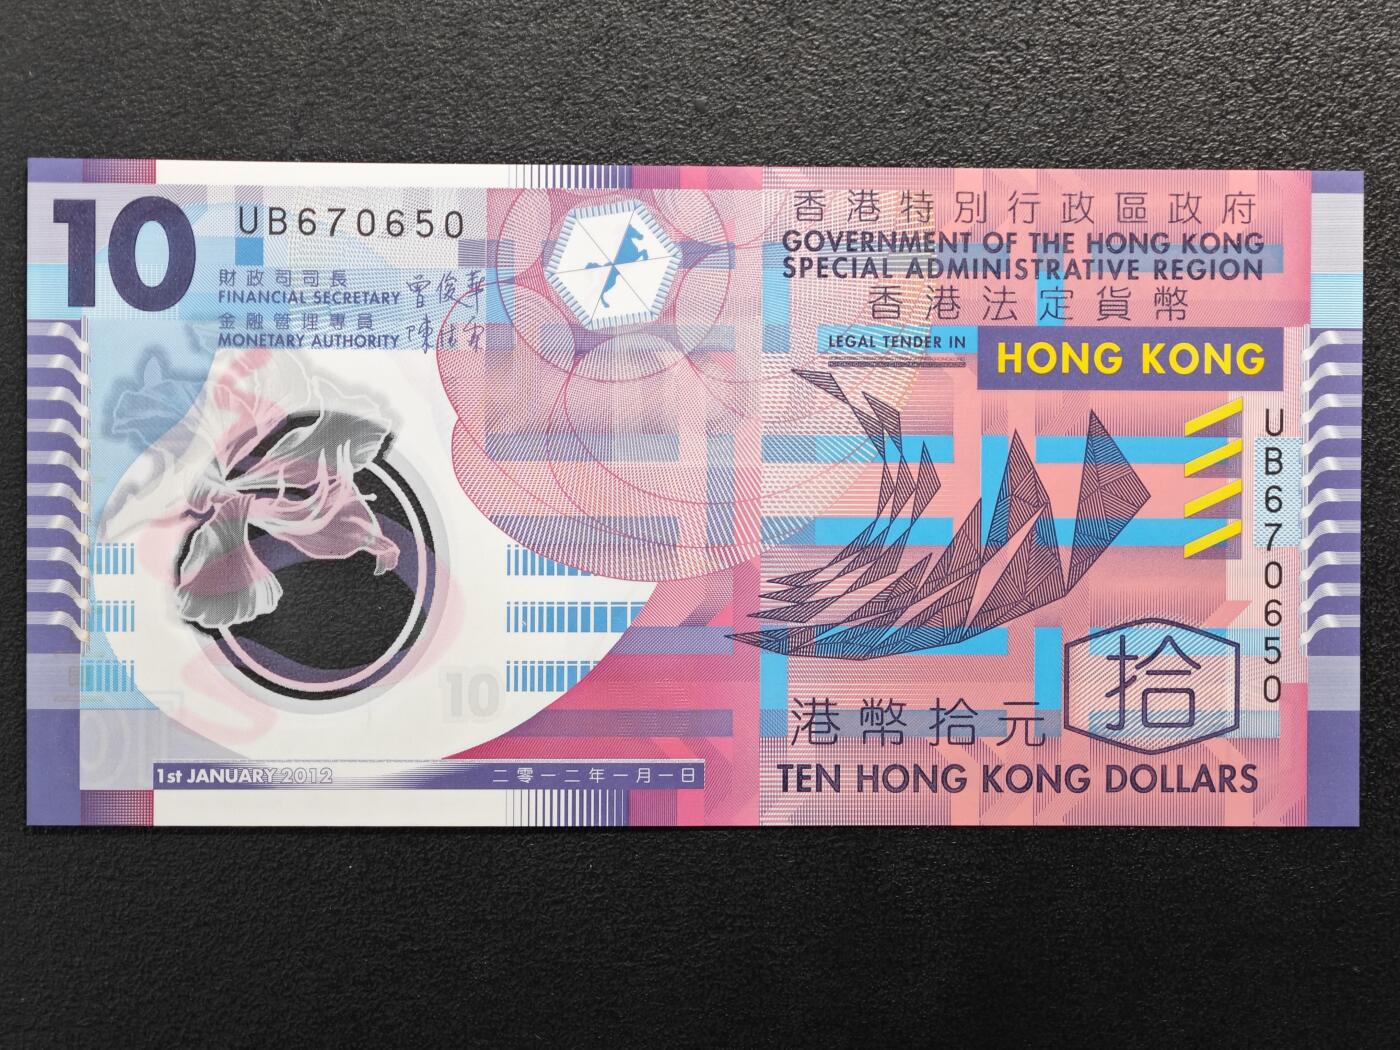 10
UB670650
財政司司長
FINANCIAL SECRETARY
金融管理專員
MONETARY AUTHORITY
香港特別行政區政府
GOVERNMENT OF THE HONG KONG
SPECIAL ADMINISTRATIVE REGION
香港法定貨幣
LEGAL TENDER IN
HONG KONG
UB670650
10
港幣拾元
拾
TEN HONG KONG DOLLARS
1st JANUARY 2012
二零一二年一月一日